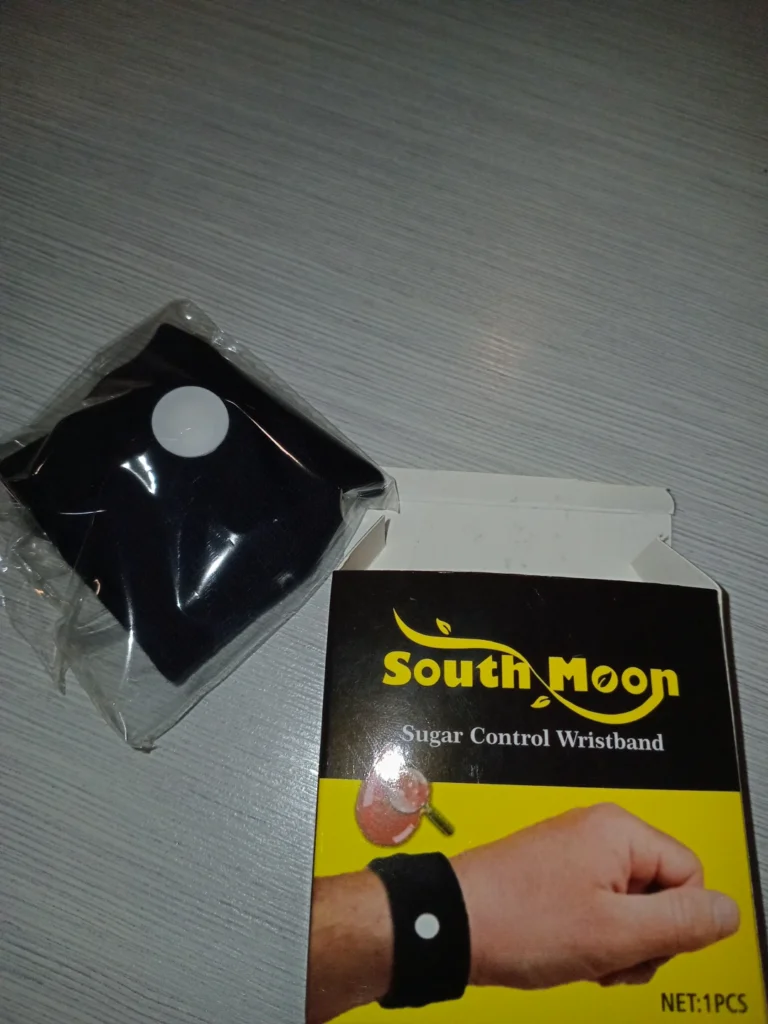 South Moon
Sugar Control Wristband
NET:1PCS